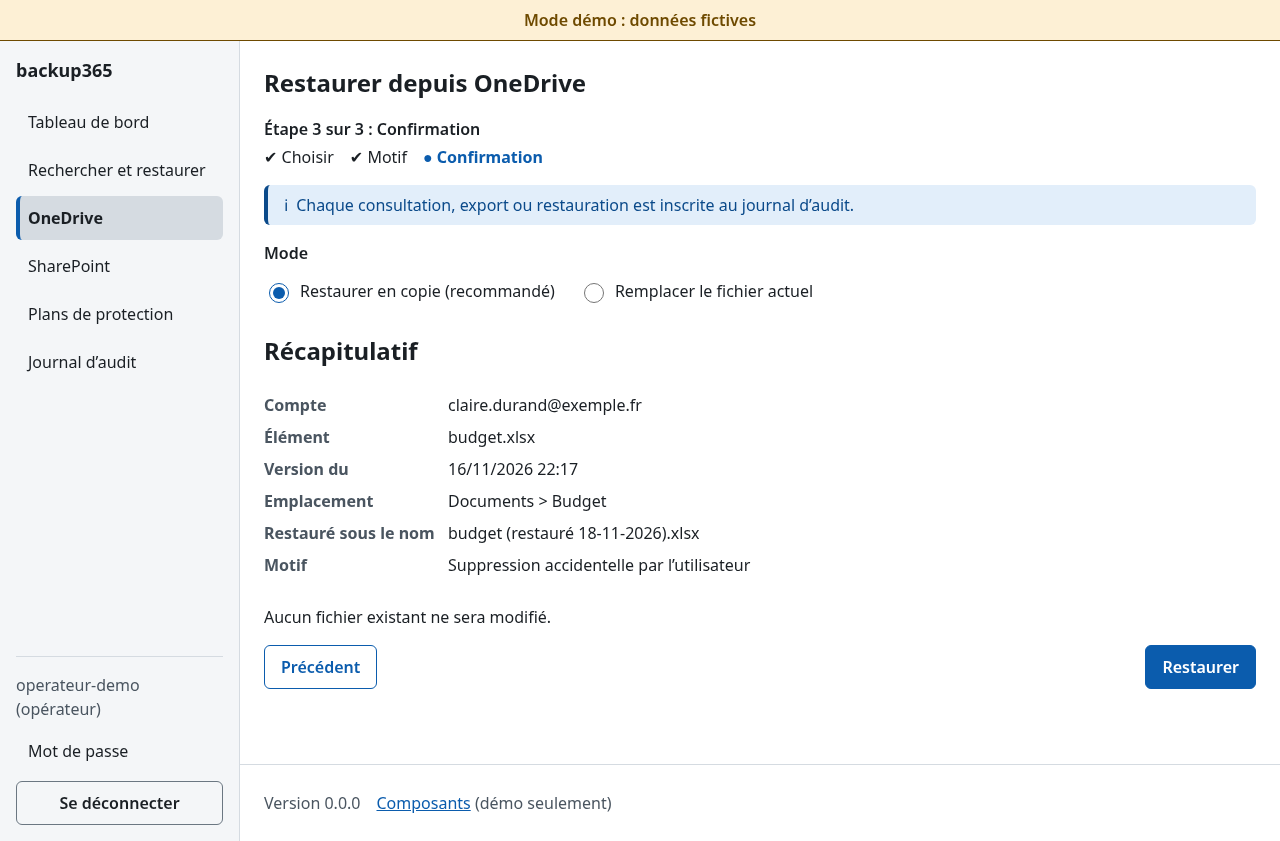 Mode démo : données fictives
backup365
Tableau de bord
Rechercher et restaurer
OneDrive
SharePoint
Plans de protection
Journal d’audit
operateur-demo
(opérateur)
Mot de passe
Se déconnecter
Restaurer depuis OneDrive
Étape 3 sur 3 : Confirmation
✔ Choisir ✔ Motif ● Confirmation
i Chaque consultation, export ou restauration est inscrite au journal d’audit.
Mode
Restaurer en copie (recommandé) Remplacer le fichier actuel
Récapitulatif
Compte claire.durand@exemple.fr
Élément budget.xlsx
Version du 16/11/2026 22:17
Emplacement Documents > Budget
Restauré sous le nom budget (restauré 18-11-2026).xlsx
Motif Suppression accidentelle par l’utilisateur
Aucun fichier existant ne sera modifié.
Précédent Restaurer
Version 0.0.0 Composants (démo seulement)